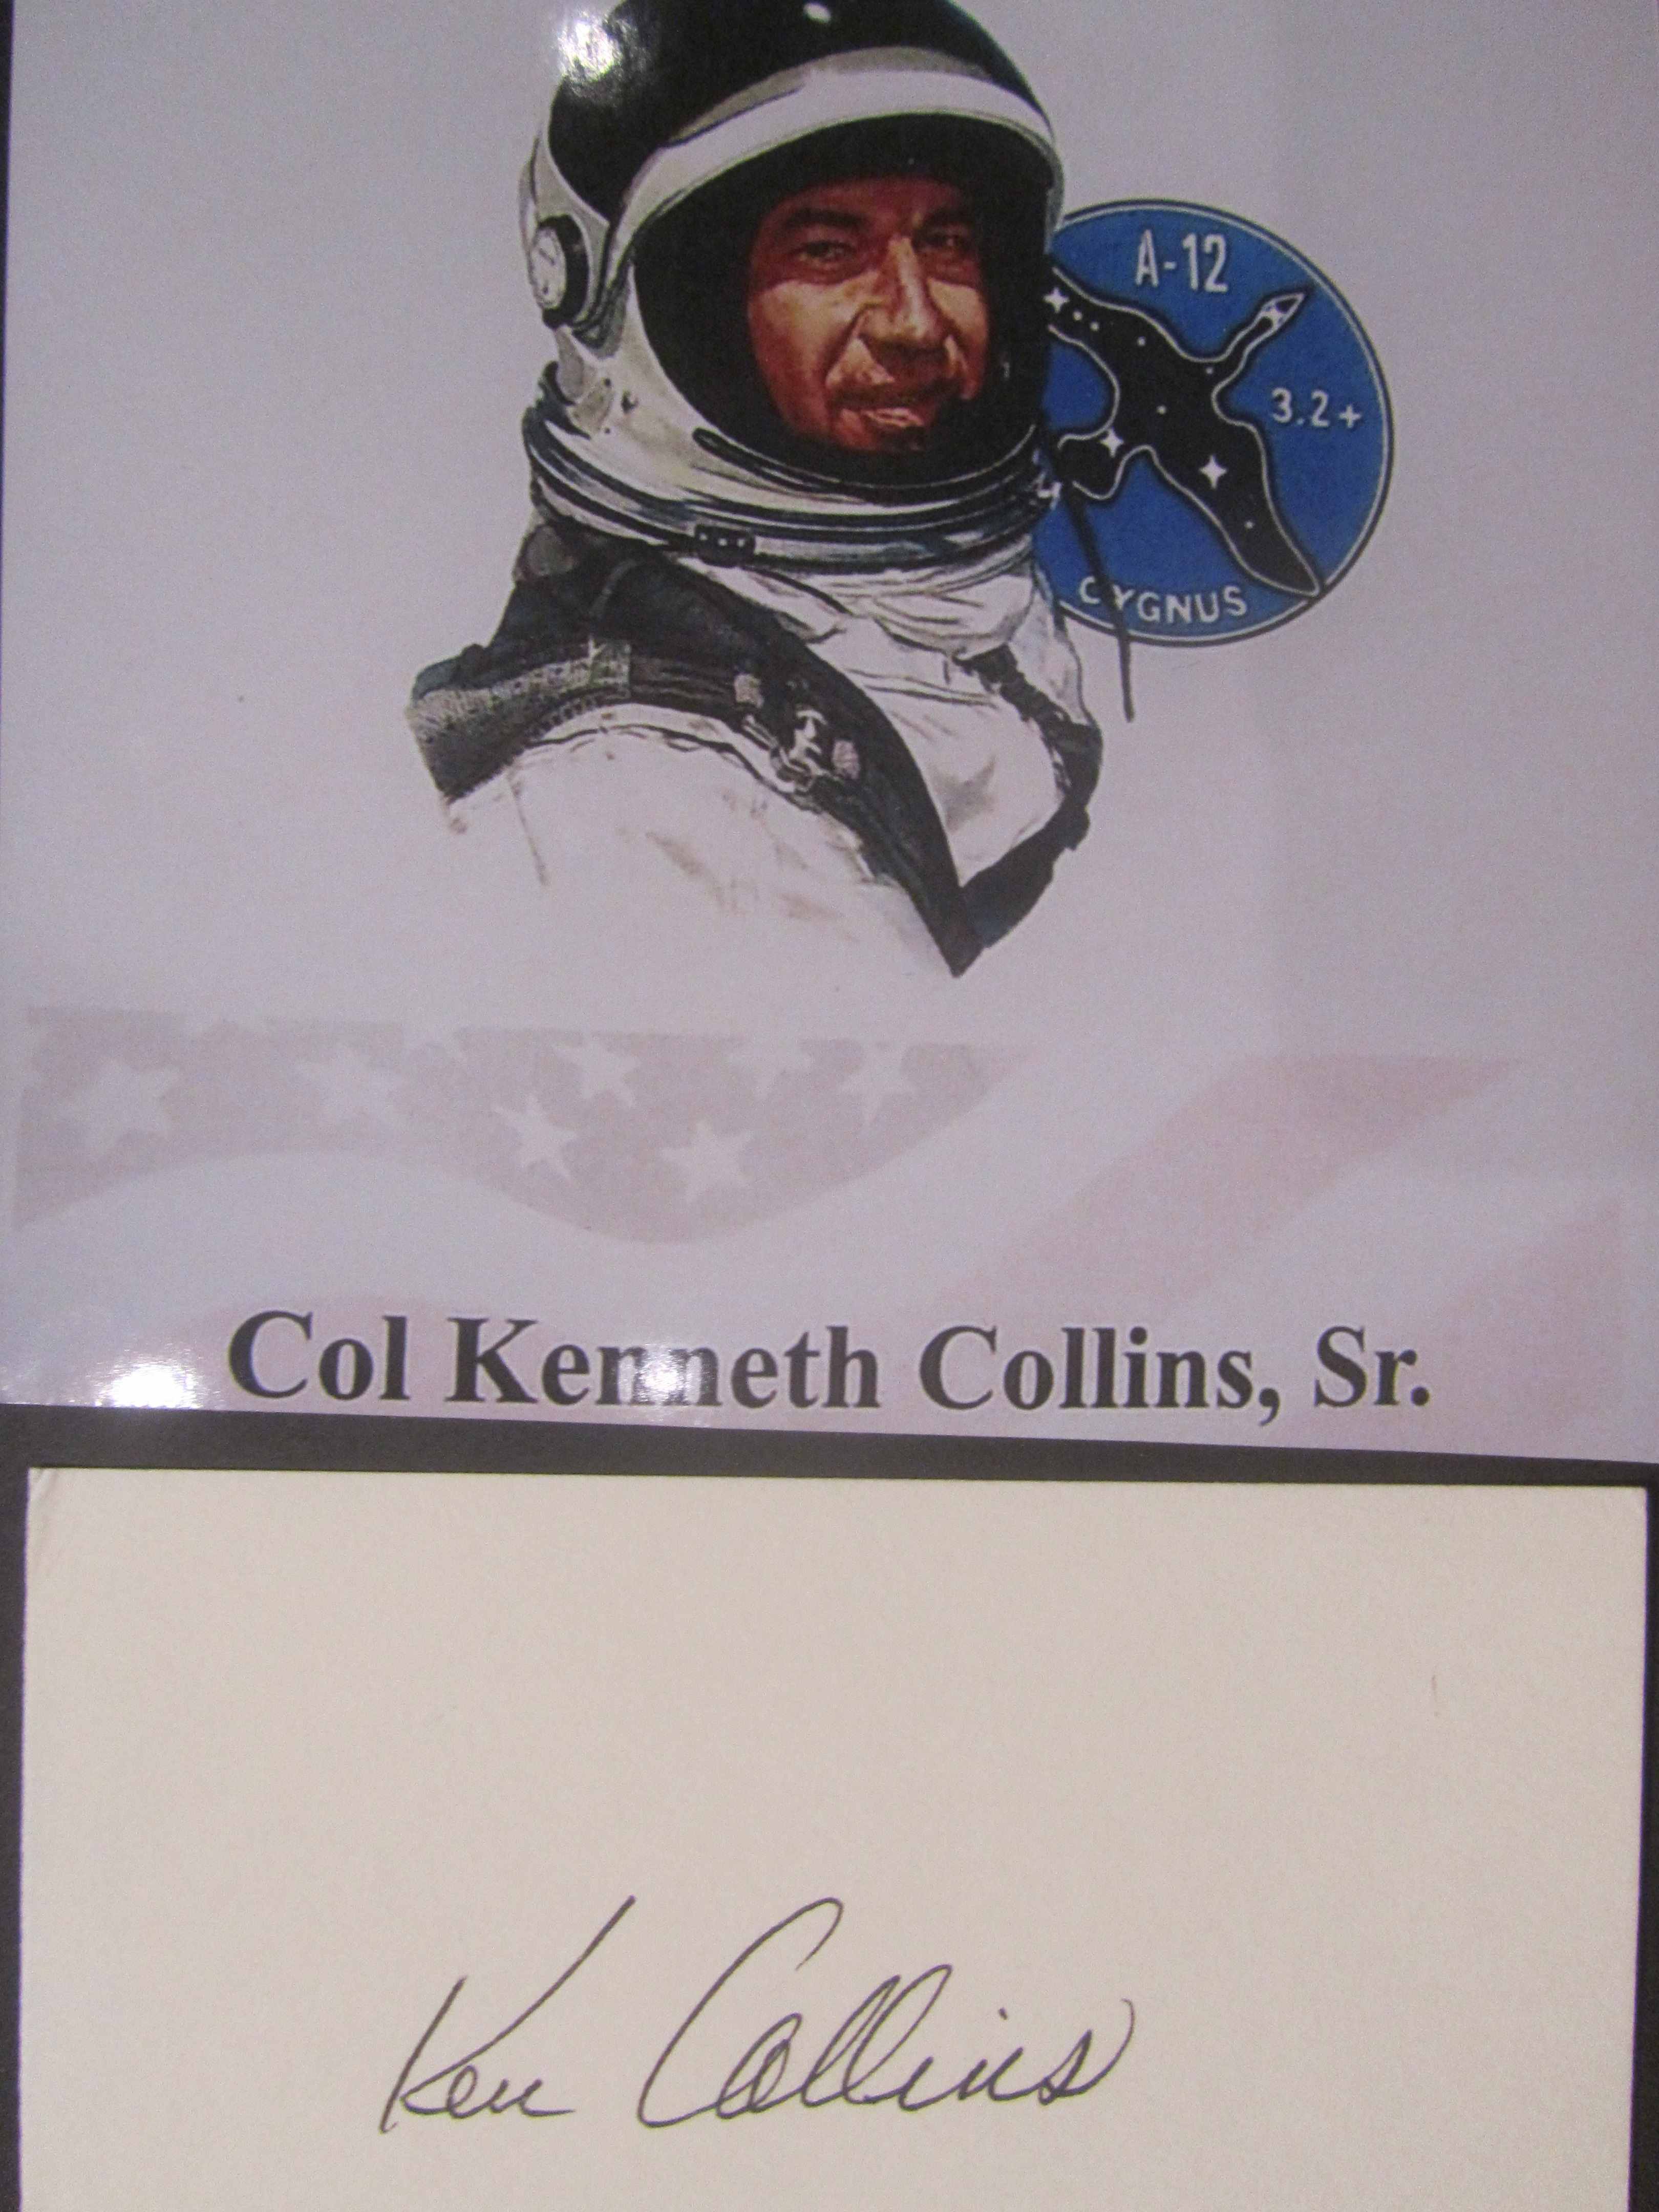 A-12
3.2+
CYGNUS
Col Kenneth Collins, Sr.
Ken Collins